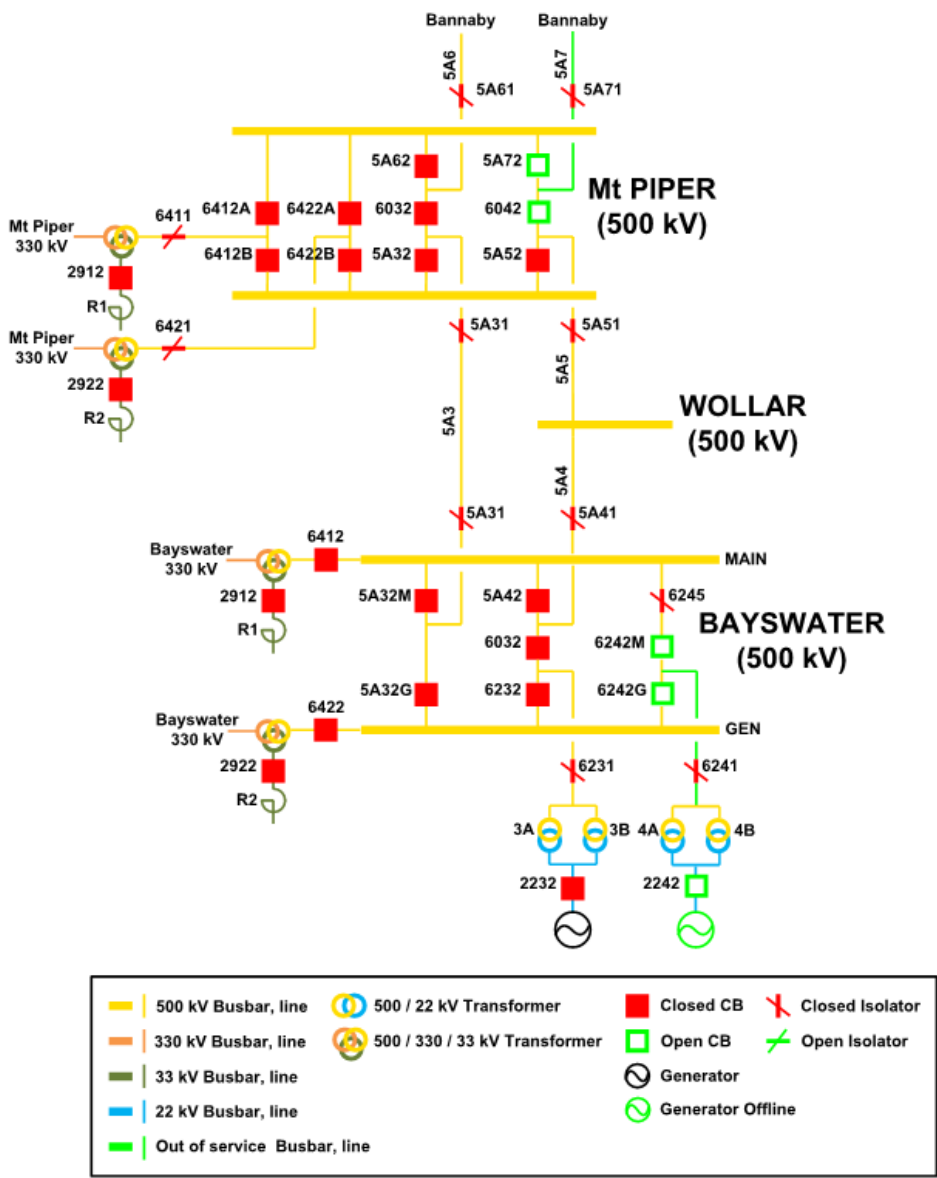 Bannaby
Bannaby
5A6
5A7
5A61
5A71
5A62
5A72
Mt PIPER
(500 kV)
6411
6412A
6422A
6032
6042
Mt Piper
330 kV
6412B
6422B
5A32
5A52
2912
R1
Mt Piper
330 kV
6421
5A31
5A51
2922
R2
5A5
5A3
WOLLAR
(500 kV)
5A4
5A31
5A41
6412
Bayswater
330 kV
MAIN
2912
R1
5A32M
5A42
6245
BAYSWATER
(500 kV)
6032
6242M
5A32G
6232
6242G
6422
Bayswater
330 kV
GEN
2922
R2
6231
6241
3A
3B
4A
4B
2232
2242
500 kV Busbar, line
500 / 22 kV Transformer
Closed CB
Closed Isolator
330 kV Busbar, line
500 / 330 / 33 kV Transformer
Open CB
Open Isolator
33 kV Busbar, line
Generator
22 kV Busbar, line
Generator Offline
Out of service Busbar, line